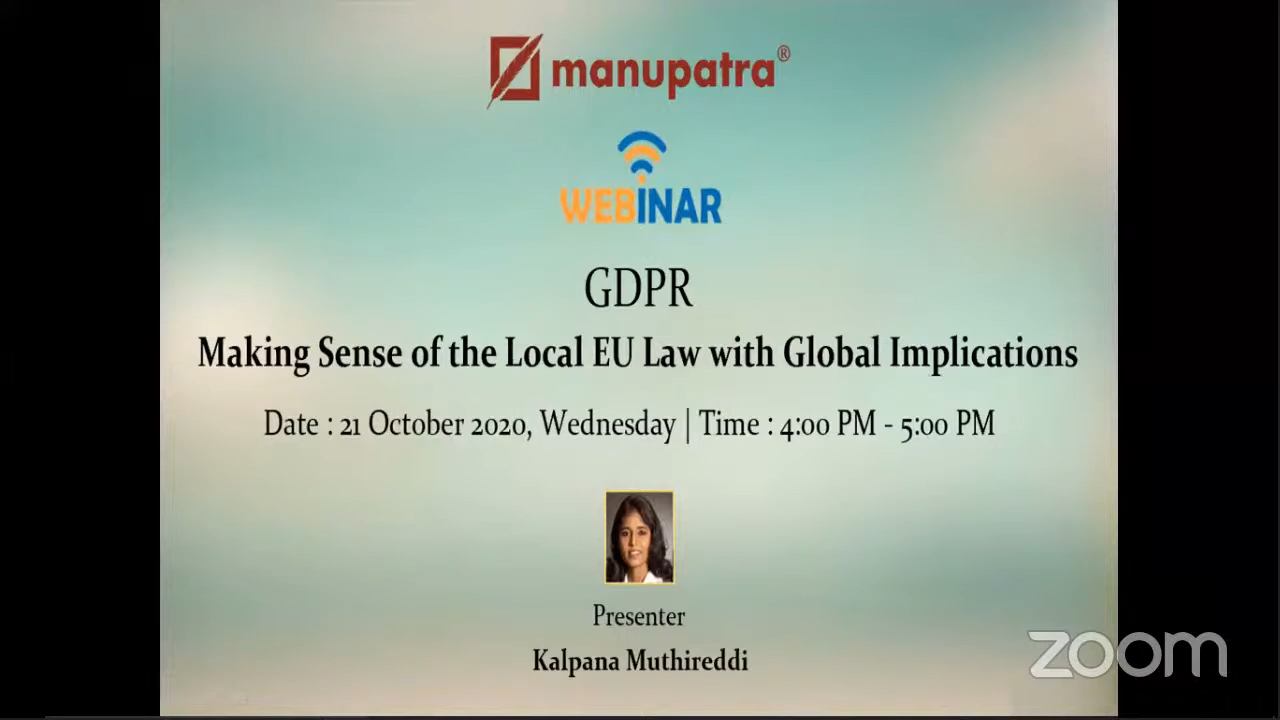 manupatra®
WEBINAR
GDPR
Making Sense of the Local EU Law with Global Implications
Date : 21 October 2020, Wednesday | Time : 4:00 PM - 5:00 PM
Presenter
Kalpana Muthireddi
zoom